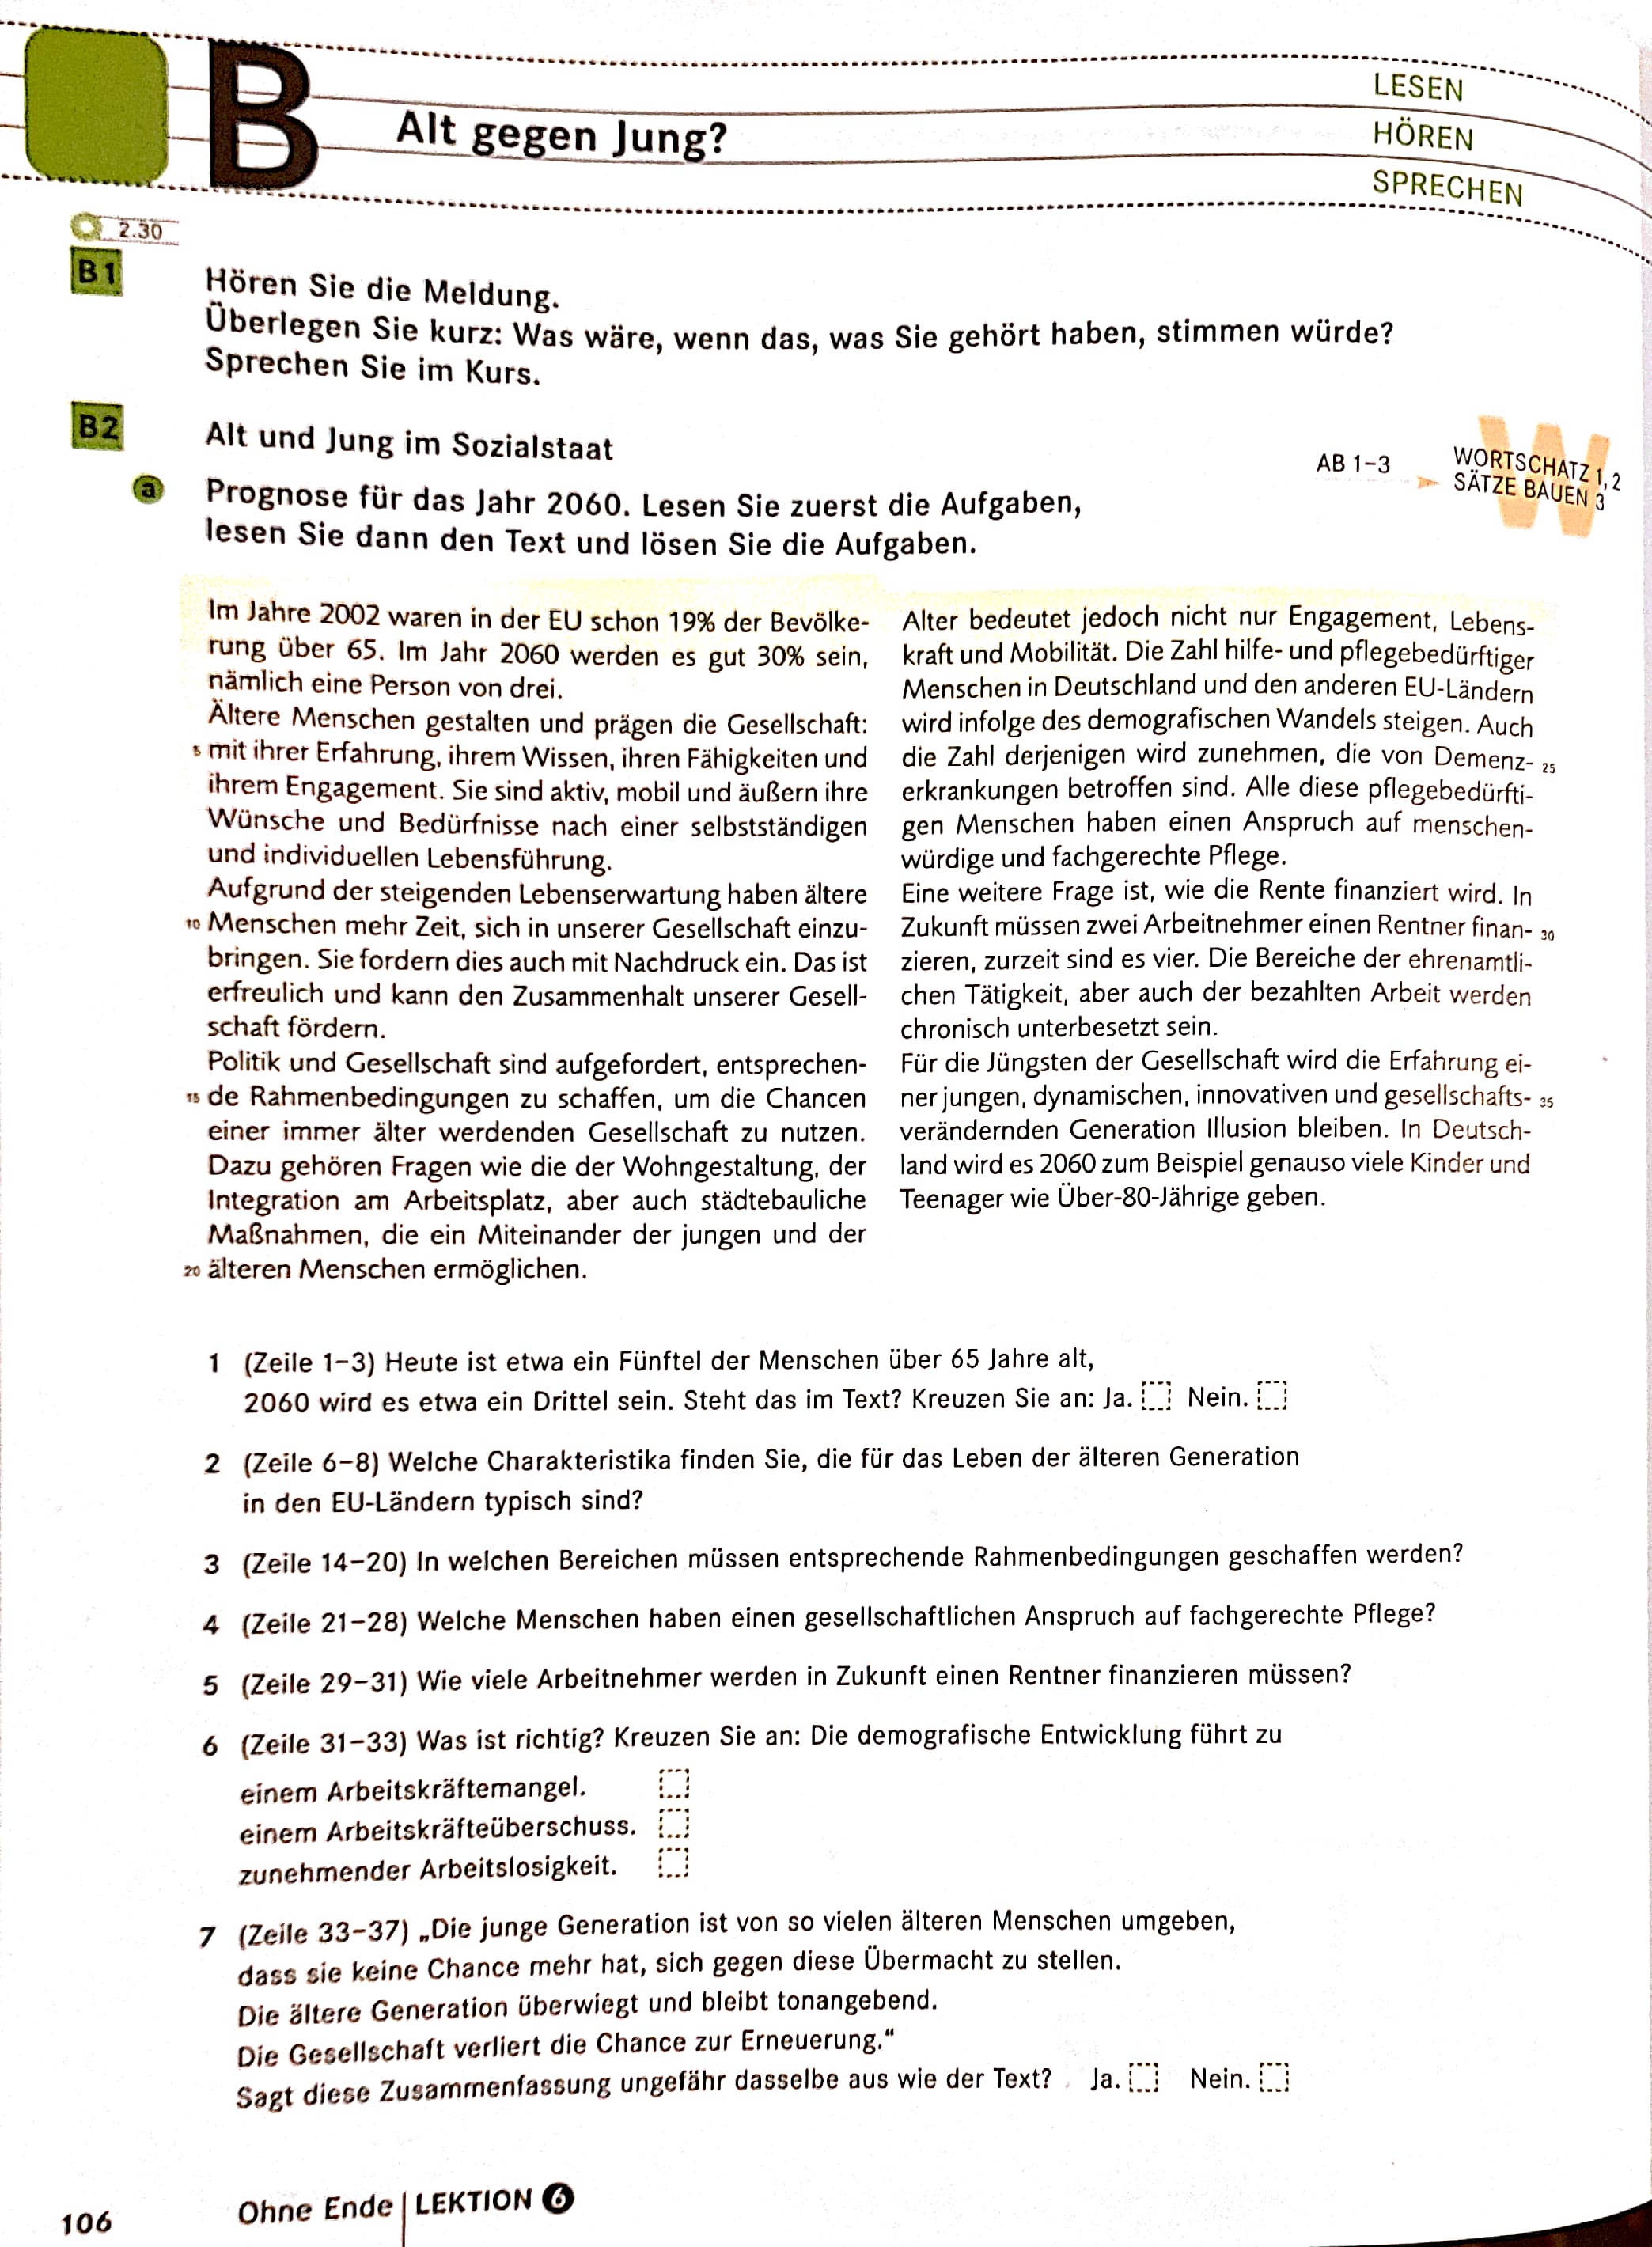 B
Alt gegen Jung?
LESEN
HÖREN
SPRECHEN
2.30
B1
Hören Sie die Meldung.
Überlegen Sie kurz: Was wäre, wenn das, was Sie gehört haben, stimmen würde?
Sprechen Sie im Kurs.
B2
Alt und Jung im Sozialstaat
AB 1–3
W
WORTSCHATZ 1, 2
SÄTZE BAUEN 3
a
Prognose für das Jahr 2060. Lesen Sie zuerst die Aufgaben,
lesen Sie dann den Text und lösen Sie die Aufgaben.
Im Jahre 2002 waren in der EU schon 19% der Bevölke-
rung über 65. Im Jahr 2060 werden es gut 30% sein,
nämlich eine Person von drei.
Ältere Menschen gestalten und prägen die Gesellschaft:
5 mit ihrer Erfahrung, ihrem Wissen, ihren Fähigkeiten und
ihrem Engagement. Sie sind aktiv, mobil und äußern ihre
Wünsche und Bedürfnisse nach einer selbstständigen
und individuellen Lebensführung.
Aufgrund der steigenden Lebenserwartung haben ältere
10 Menschen mehr Zeit, sich in unserer Gesellschaft einzu-
bringen. Sie fordern dies auch mit Nachdruck ein. Das ist
erfreulich und kann den Zusammenhalt unserer Gesell-
schaft fördern.
Politik und Gesellschaft sind aufgefordert, entsprechen-
15 de Rahmenbedingungen zu schaffen, um die Chancen
einer immer älter werdenden Gesellschaft zu nutzen.
Dazu gehören Fragen wie die der Wohngestaltung, der
Integration am Arbeitsplatz, aber auch städtebauliche
Maßnahmen, die ein Miteinander der jungen und der
20 älteren Menschen ermöglichen.
Alter bedeutet jedoch nicht nur Engagement, Lebens-
kraft und Mobilität. Die Zahl hilfe- und pflegebedürftiger
Menschen in Deutschland und den anderen EU-Ländern
wird infolge des demografischen Wandels steigen. Auch
die Zahl derjenigen wird zunehmen, die von Demenz- 25
erkrankungen betroffen sind. Alle diese pflegebedürfti-
gen Menschen haben einen Anspruch auf menschen-
würdige und fachgerechte Pflege.
Eine weitere Frage ist, wie die Rente finanziert wird. In
Zukunft müssen zwei Arbeitnehmer einen Rentner finan- 30
zieren, zurzeit sind es vier. Die Bereiche der ehrenamtli-
chen Tätigkeit, aber auch der bezahlten Arbeit werden
chronisch unterbesetzt sein.
Für die Jüngsten der Gesellschaft wird die Erfahrung ei-
ner jungen, dynamischen, innovativen und gesellschafts- 35
verändernden Generation Illusion bleiben. In Deutsch-
land wird es 2060 zum Beispiel genauso viele Kinder und
Teenager wie Über-80-Jährige geben.
1 (Zeile 1–3) Heute ist etwa ein Fünftel der Menschen über 65 Jahre alt,
2060 wird es etwa ein Drittel sein. Steht das im Text? Kreuzen Sie an: Ja. Nein.
2 (Zeile 6–8) Welche Charakteristika finden Sie, die für das Leben der älteren Generation
in den EU-Ländern typisch sind?
3 (Zeile 14–20) In welchen Bereichen müssen entsprechende Rahmenbedingungen geschaffen werden?
4 (Zeile 21–28) Welche Menschen haben einen gesellschaftlichen Anspruch auf fachgerechte Pflege?
5 (Zeile 29–31) Wie viele Arbeitnehmer werden in Zukunft einen Rentner finanzieren müssen?
6 (Zeile 31–33) Was ist richtig? Kreuzen Sie an: Die demografische Entwicklung führt zu
einem Arbeitskräftemangel.
einem Arbeitskräfteüberschuss.
zunehmender Arbeitslosigkeit.
7 (Zeile 33–37) „Die junge Generation ist von so vielen älteren Menschen umgeben,
dass sie keine Chance mehr hat, sich gegen diese Übermacht zu stellen.
Die ältere Generation überwiegt und bleibt tonangebend.
Die Gesellschaft verliert die Chance zur Erneuerung.“
Sagt diese Zusammenfassung ungefähr dasselbe aus wie der Text? Ja. Nein.
106 Ohne Ende | LEKTION 6